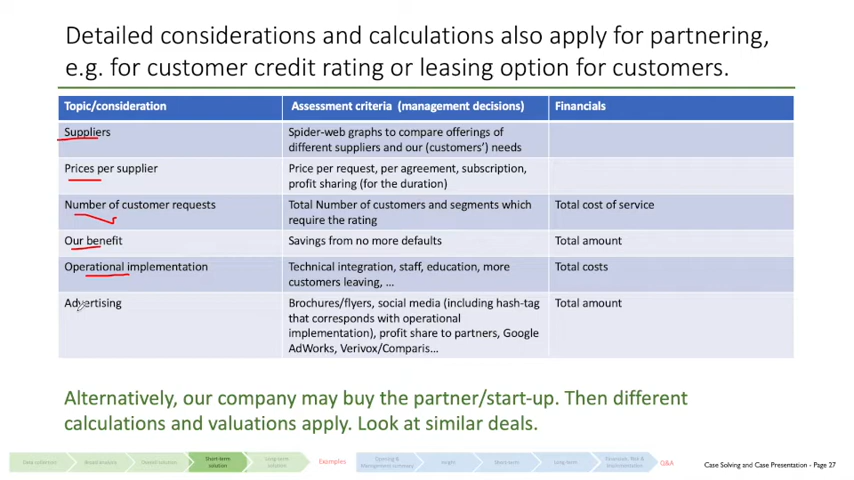 Detailed considerations and calculations also apply for partnering,
e.g. for customer credit rating or leasing option for customers.
Topic/consideration Assessment criteria (management decisions) Financials
Suppliers Spider-web graphs to compare offerings of
different suppliers and our (customers') needs
Prices per supplier Price per request, per agreement, subscription,
profit sharing (for the duration)
Number of customer requests Total Number of customers and segments which Total cost of service
require the rating
Our benefit Savings from no more defaults Total amount
Operational implementation Technical integration, staff, education, more Total costs
customers leaving, ...
Advertising Brochures/flyers, social media (including hash-tag Total amount
that corresponds with operational
implementation), profit share to partners, Google
AdWorks, Verivox/Comparis...
Alternatively, our company may buy the partner/start-up. Then different
calculations and valuations apply. Look at similar deals.
Short-term
solution
Long-term
solution
Examples
Opening &
Management summary
Target
Short-term
Long-term
Q&A
Case Solving and Case Presentation - Page 27